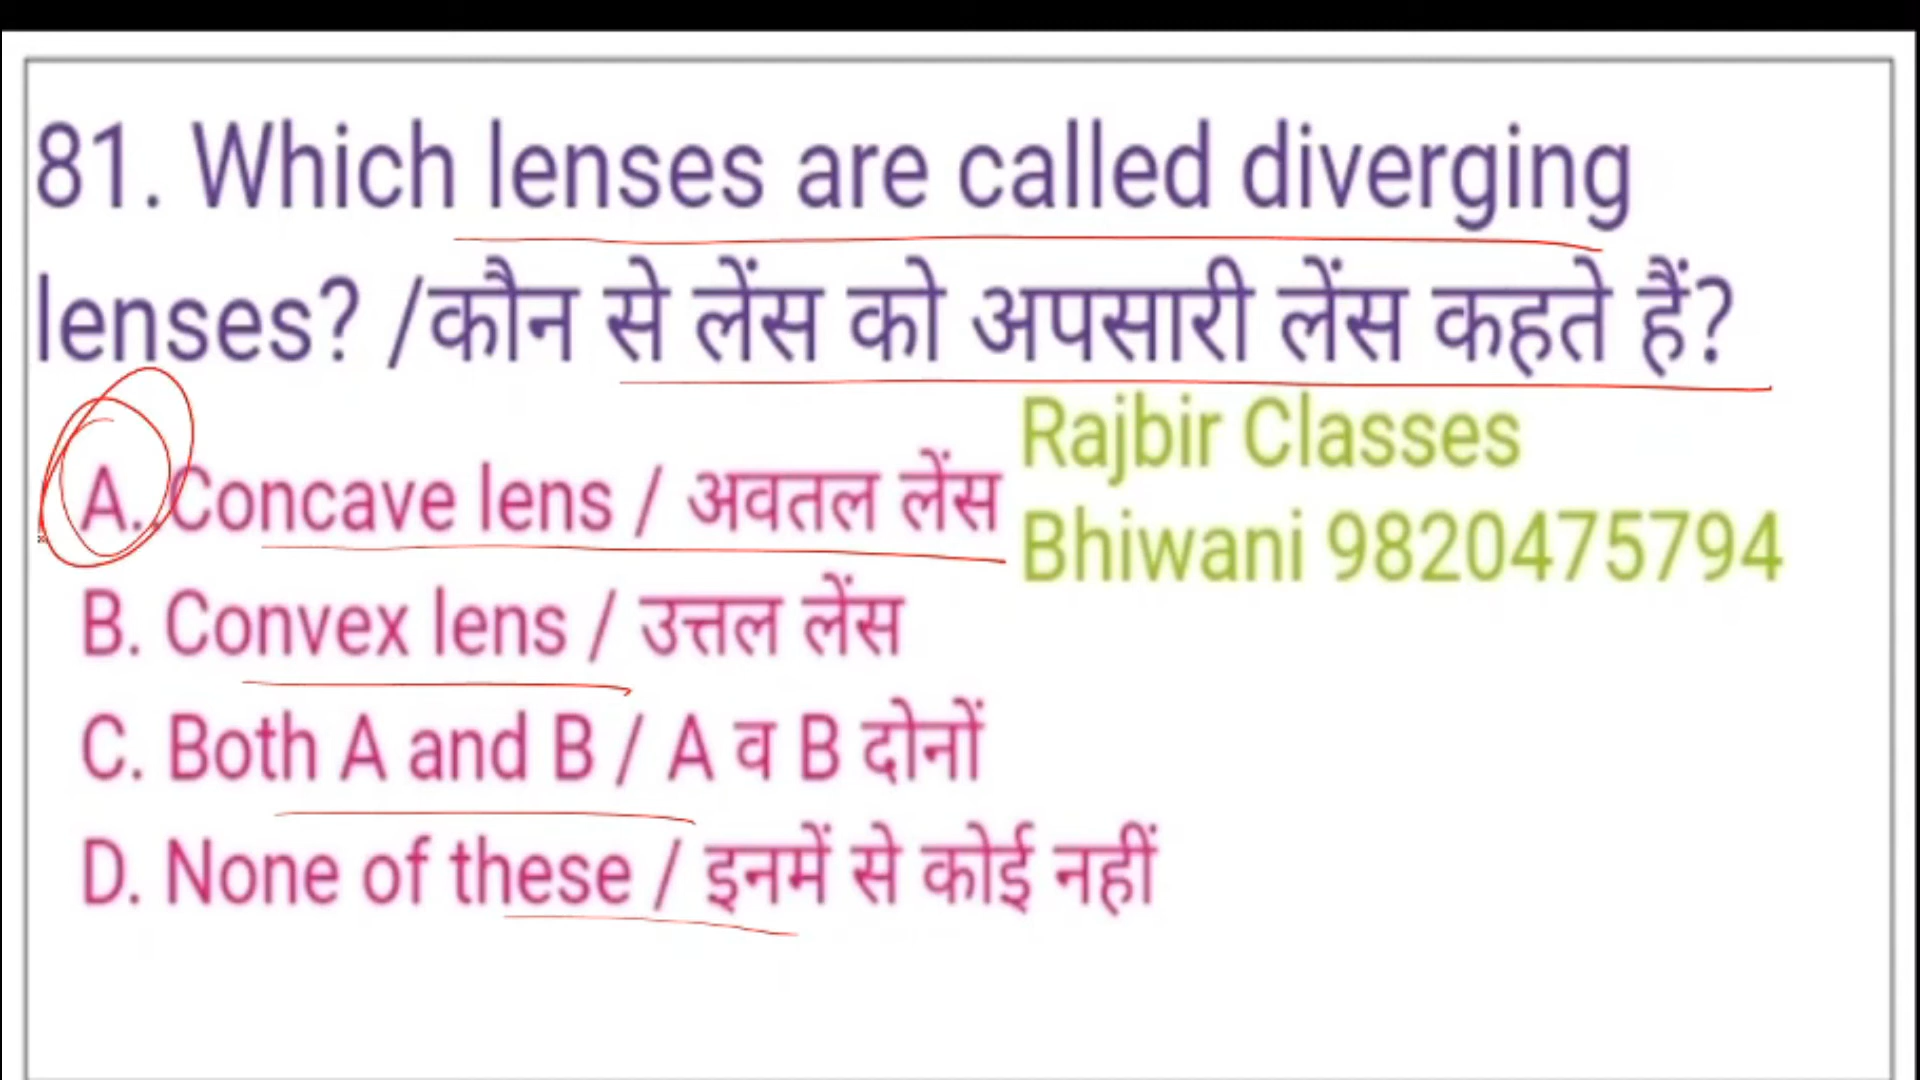 81. Which lenses are called diverging
lenses? /कौन से लेंस को अपसारी लेंस कहते हैं?
A. Concave lens / अवतल लेंस
Rajbir Classes
Bhiwani 9820475794
B. Convex lens / उत्तल लेंस
C. Both A and B / A व B दोनों
D. None of these / इनमें से कोई नहीं